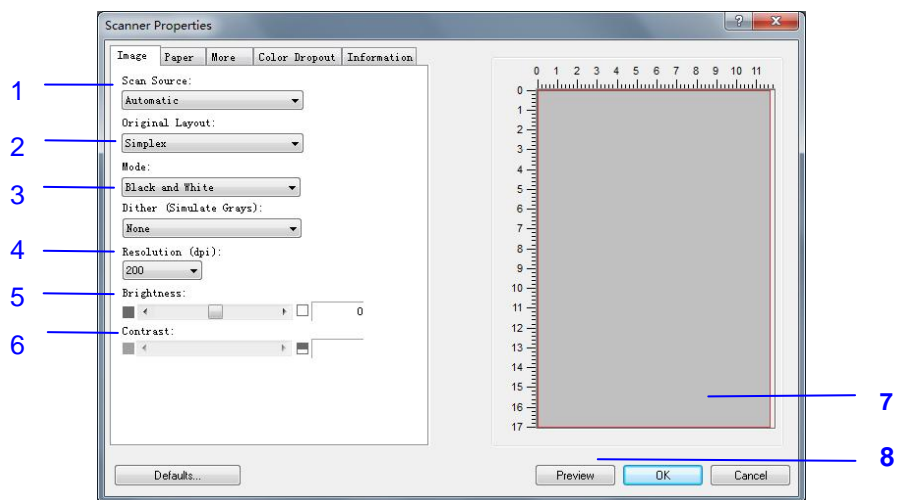 Scanner Properties
Image Paper More Color Dropout Information
1 Scan Source:
Automatic
Original Layout:
2 Simplex
Mode:
3 Black and White
Dither (Simulate Grays):
None
4 Resolution (dpi):
200
5 Brightness:
0
6 Contrast:
0 1 2 3 4 5 6 7 8 9 10 11
0
1
2
3
4
5
6
7
8
9
10
11
12
13
14
15
16
17
7
8
Defaults... Preview OK Cancel